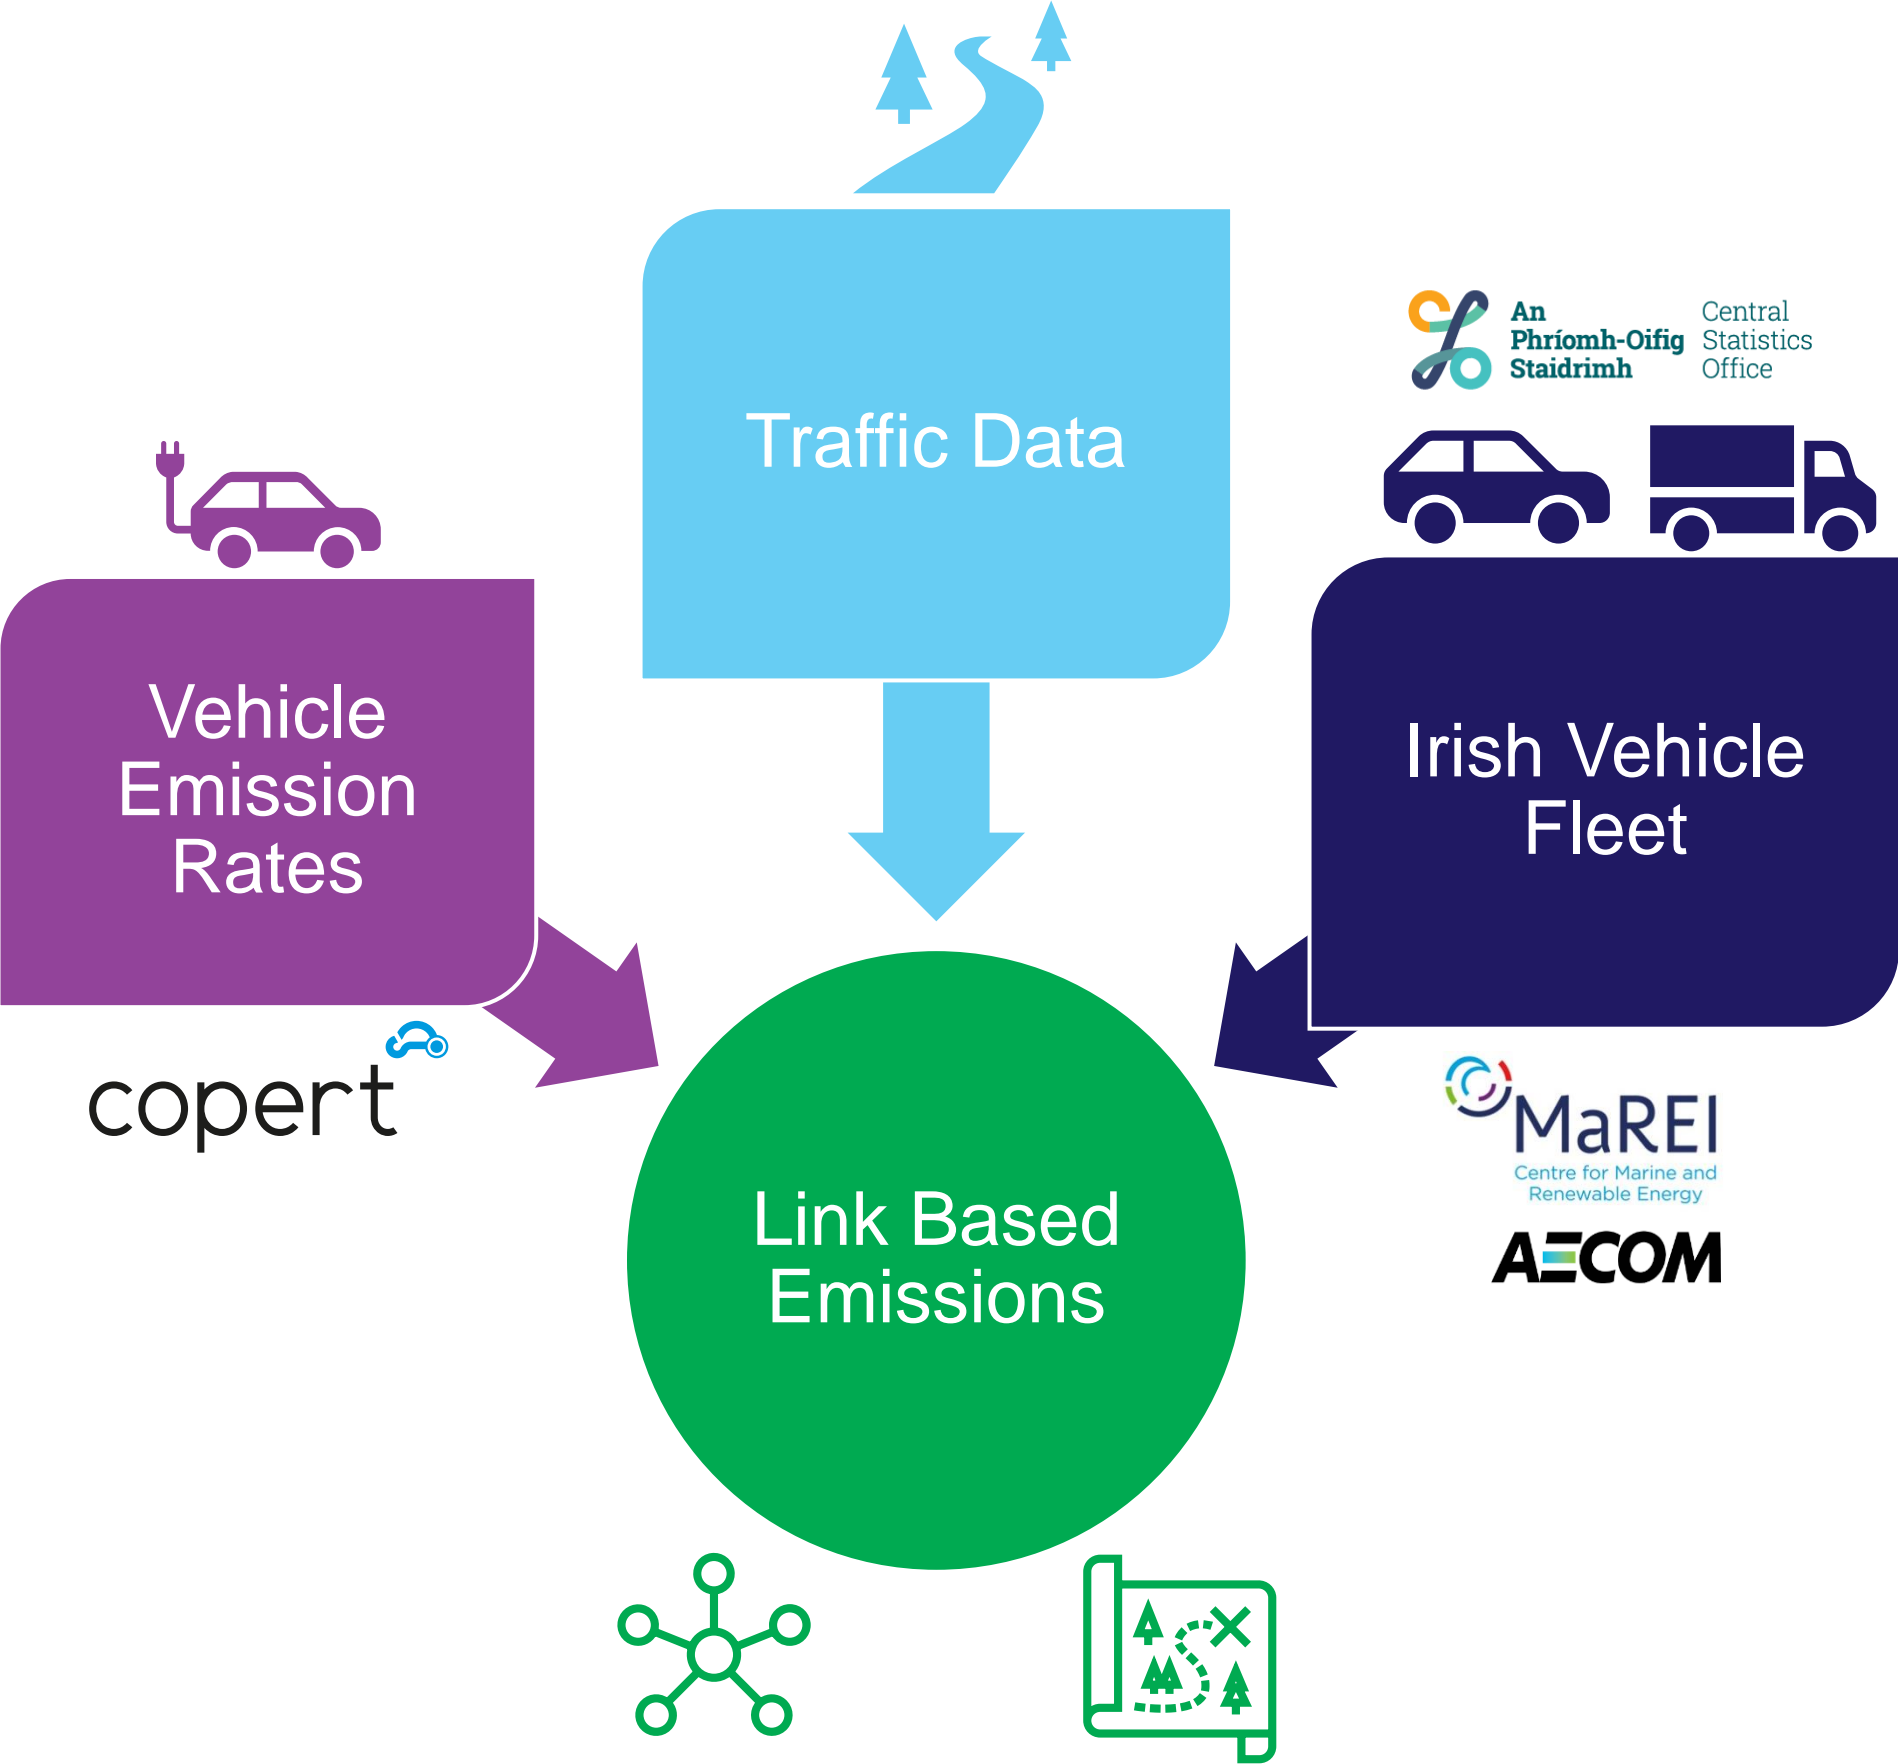 Traffic Data
An
Phríomh-Oifig
Staidrimh
Central
Statistics
Office
Vehicle
Emission
Rates
Irish Vehicle
Fleet
copert
MaREI
Centre for Marine and
Renewable Energy
AECOM
Link Based
Emissions